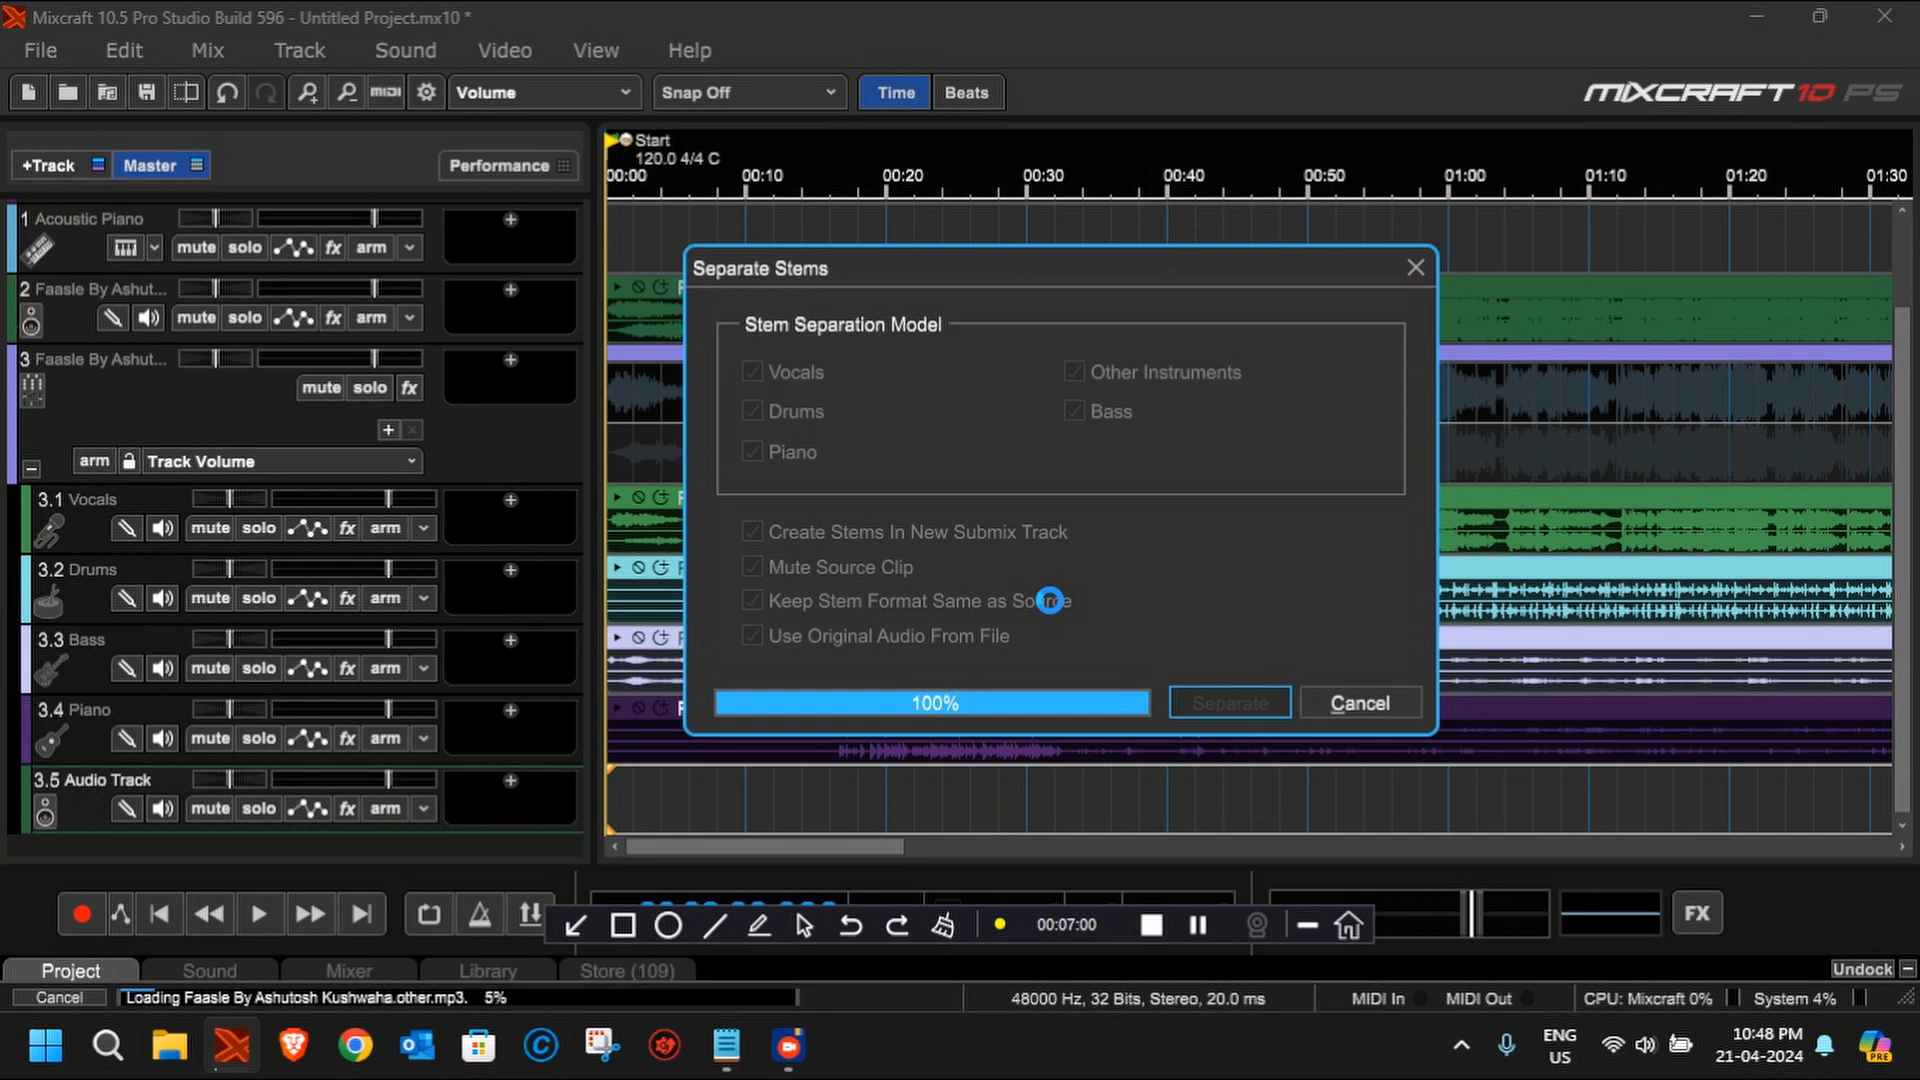 Mixcraft 10.5 Pro Studio Build 596 - Untitled Project.mx10 *
File Edit Mix Track Sound Video View Help
MIDI Volume Snap Off Time Beats MIXCRAFT 10 PS
+Track Master Performance
Start
120.0 4/4 C
00:00 00:10 00:20 00:30 00:40 00:50 01:00 01:10 01:20 01:30
1 Acoustic Piano
mute solo fx arm
2 Faasle By Ashut...
mute solo fx arm
3 Faasle By Ashut...
mute solo fx
arm Track Volume
3.1 Vocals
mute solo fx arm
3.2 Drums
mute solo fx arm
3.3 Bass
mute solo fx arm
3.4 Piano
mute solo fx arm
3.5 Audio Track
mute solo fx arm
Separate Stems
Stem Separation Model
Vocals Other Instruments
Drums Bass
Piano
Create Stems In New Submix Track
Mute Source Clip
Keep Stem Format Same as Source
Use Original Audio From File
100% Separate Cancel
00:07:00 FX
Project Sound Mixer Library Store (109) Undock
Cancel Loading Faasle By Ashutosh Kushwaha.other.mp3. 5% 48000 Hz, 32 Bits, Stereo, 20.0 ms MIDI In MIDI Out CPU: Mixcraft 0% System 4%
ENG
US
10:48 PM
21-04-2024
PRE